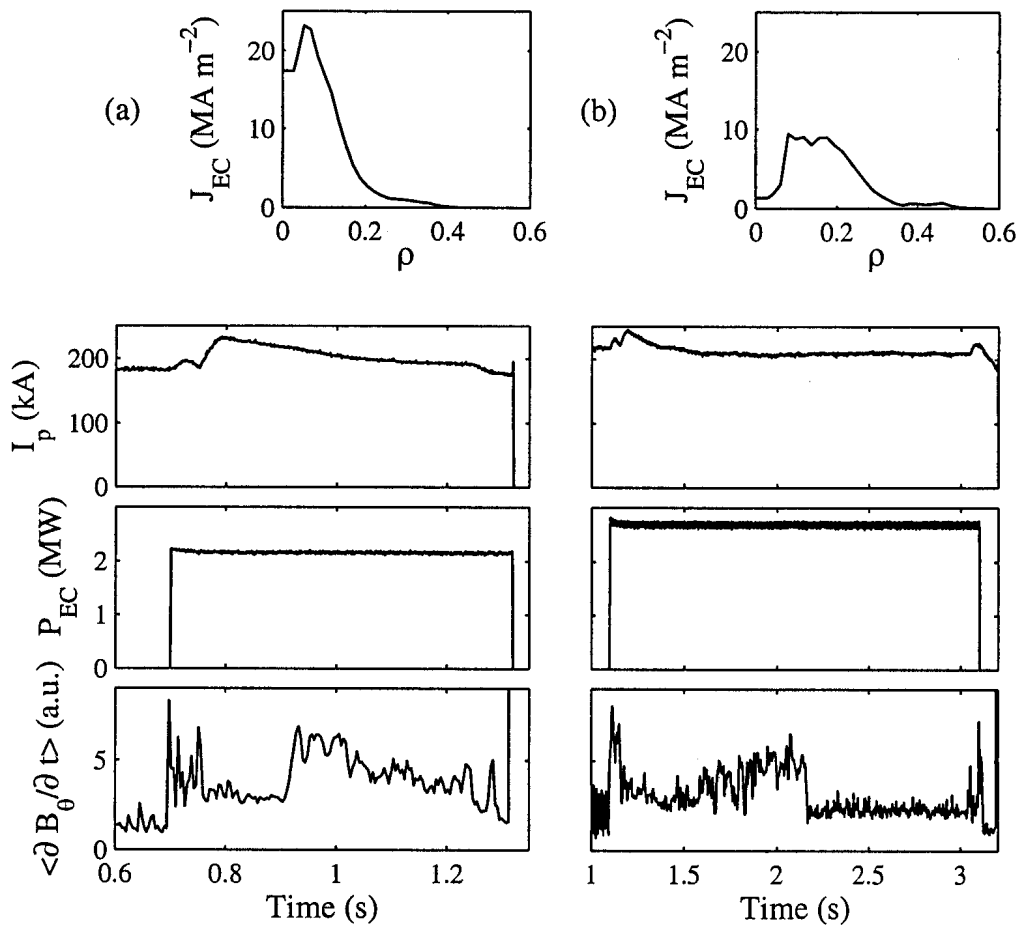 (a)
J_EC (MA m^−2)
20
10
0
0 0.2 0.4 0.6
ρ
(b)
J_EC (MA m^−2)
20
10
0
0 0.2 0.4 0.6
ρ
I_p (kA)
200
100
0
P_EC (MW)
2
1
0
<∂ B_θ/∂ t> (a.u.)
5
0
0.6 0.8 1 1.2
Time (s)
1 1.5 2 2.5 3
Time (s)